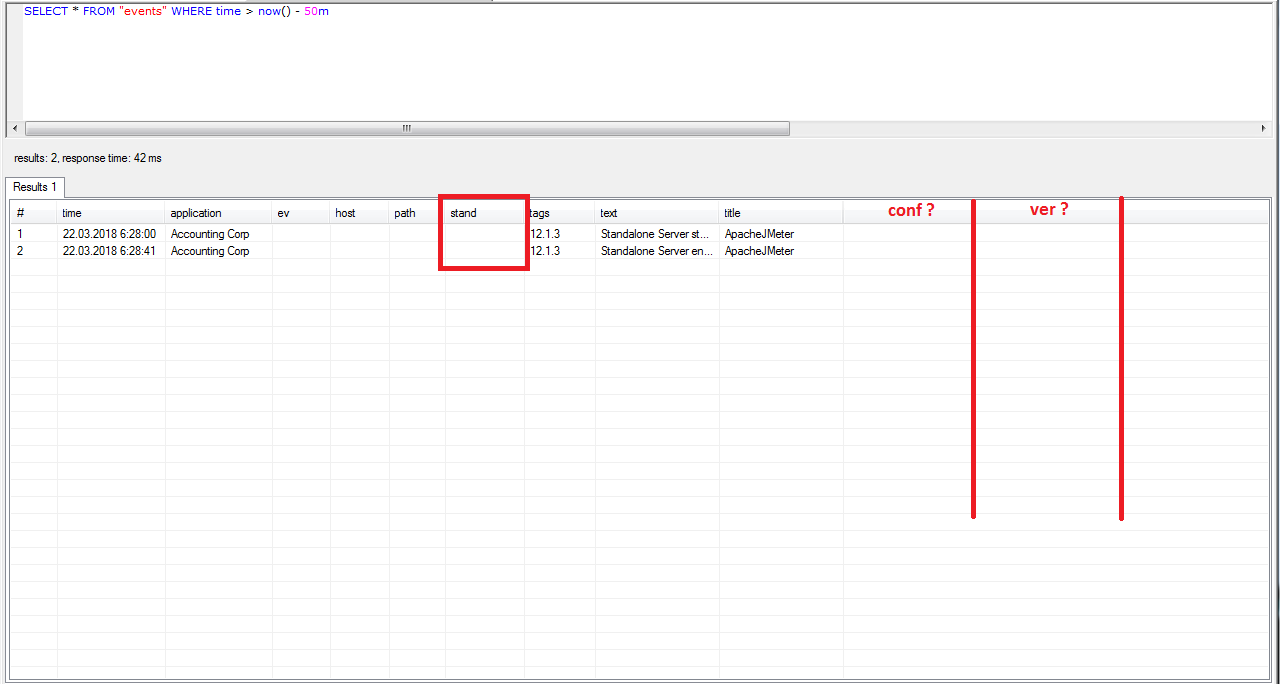 SELECT * FROM "events" WHERE time > now() - 50m
results: 2, response time: 42 ms
Results 1
# time application ev host path stand tags text title conf ? ver ?
1 22.03.2018 6:28:00 Accounting Corp 12.1.3 Standalone Server st... ApacheJMeter
2 22.03.2018 6:28:41 Accounting Corp 12.1.3 Standalone Server en... ApacheJMeter